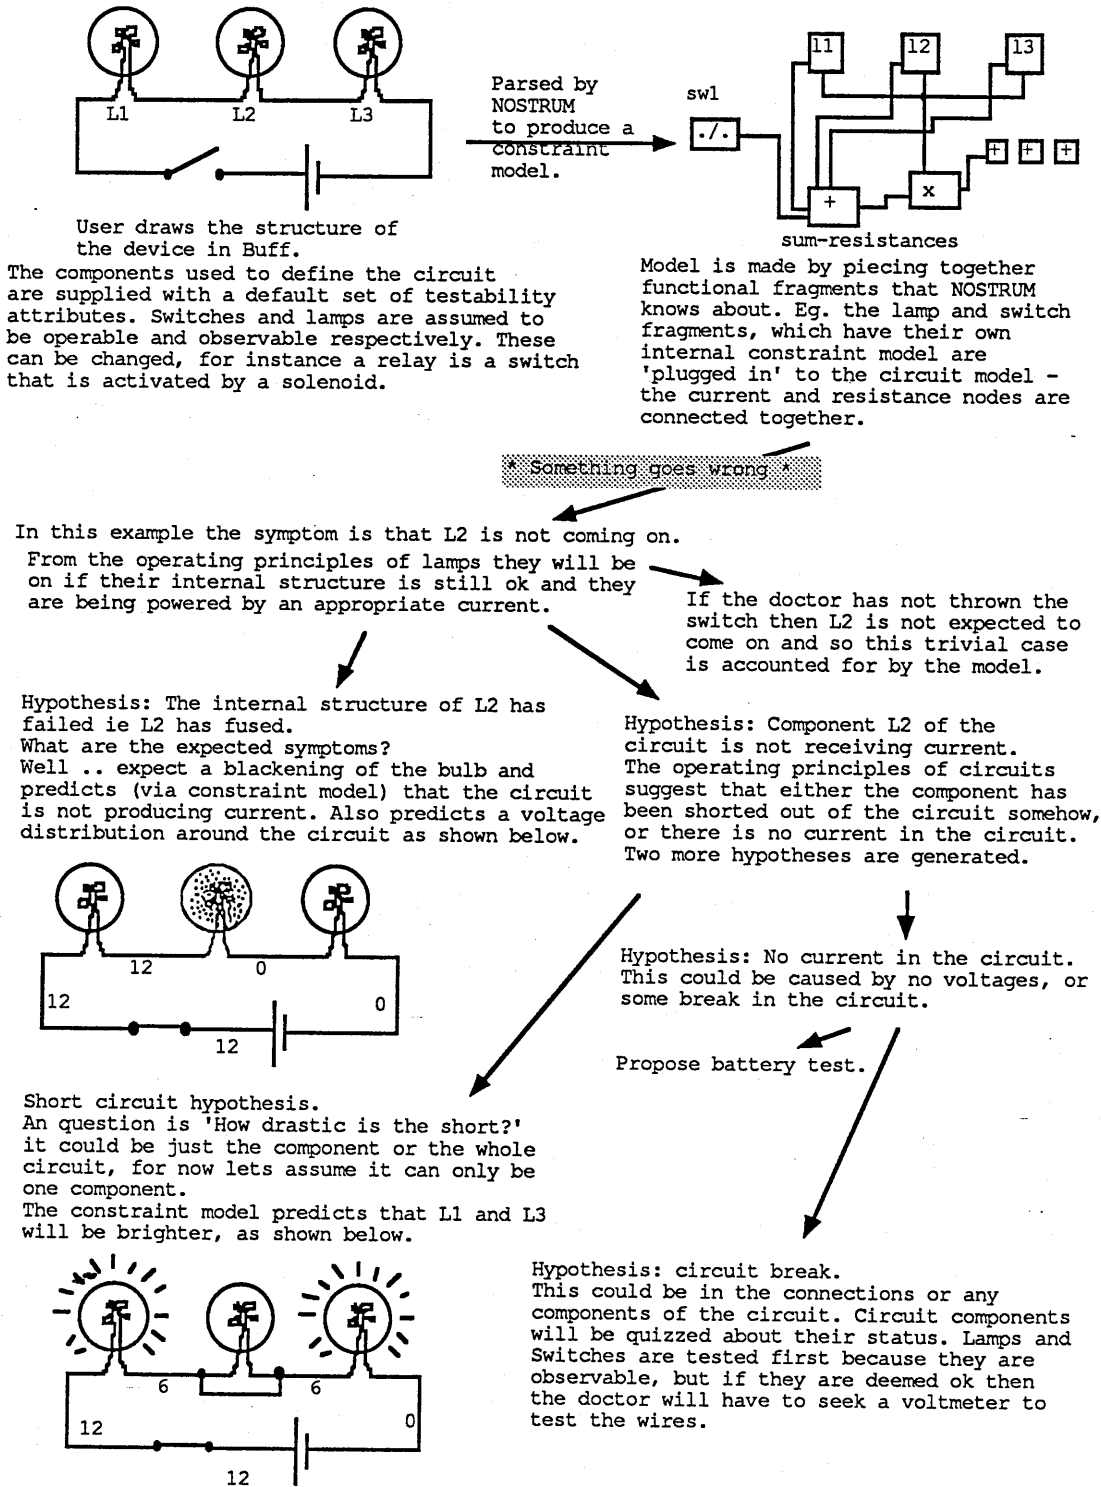 L1
L2
L3
User draws the structure of
the device in Buff.
The components used to define the circuit
are supplied with a default set of testability
attributes. Switches and lamps are assumed to
be operable and observable respectively. These
can be changed, for instance a relay is a switch
that is activated by a solenoid.
Parsed by
NOSTRUM
to produce a
constraint
model.
sw1
./.
l1
l2
l3
+
x
+
+
+
sum-resistances
Model is made by piecing together
functional fragments that NOSTRUM
knows about. Eg. the lamp and switch
fragments, which have their own
internal constraint model are
'plugged in' to the circuit model -
the current and resistance nodes are
connected together.
* Something goes wrong *
In this example the symptom is that L2 is not coming on.
From the operating principles of lamps they will be
on if their internal structure is still ok and they
are being powered by an appropriate current.
If the doctor has not thrown the
switch then L2 is not expected to
come on and so this trivial case
is accounted for by the model.
Hypothesis: The internal structure of L2 has
failed ie L2 has fused.
What are the expected symptoms?
Well .. expect a blackening of the bulb and
predicts (via constraint model) that the circuit
is not producing current. Also predicts a voltage
distribution around the circuit as shown below.
12
0
12
0
12
Hypothesis: Component L2 of the
circuit is not receiving current.
The operating principles of circuits
suggest that either the component has
been shorted out of the circuit somehow,
or there is no current in the circuit.
Two more hypotheses are generated.
Hypothesis: No current in the circuit.
This could be caused by no voltages, or
some break in the circuit.
Propose battery test.
Short circuit hypothesis.
An question is 'How drastic is the short?'
it could be just the component or the whole
circuit, for now lets assume it can only be
one component.
The constraint model predicts that L1 and L3
will be brighter, as shown below.
6
6
12
0
12
Hypothesis: circuit break.
This could be in the connections or any
components of the circuit. Circuit components
will be quizzed about their status. Lamps and
Switches are tested first because they are
observable, but if they are deemed ok then
the doctor will have to seek a voltmeter to
test the wires.